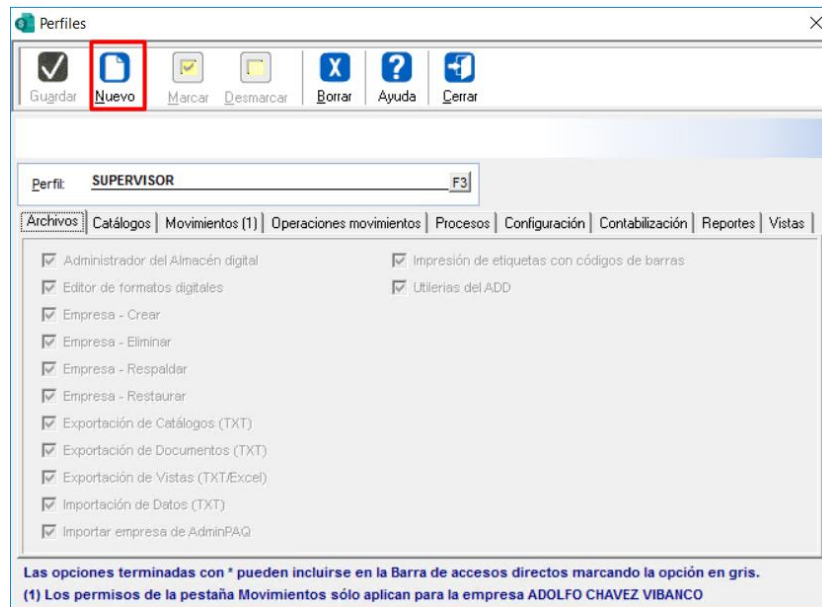 Perfiles
Guardar Nuevo Marcar Desmarcar Borrar Ayuda Cerrar
Perfil: SUPERVISOR F3
Archivos Catálogos Movimientos (1) Operaciones movimientos Procesos Configuración Contabilización Reportes Vistas
Administrador del Almacén digital Impresión de etiquetas con códigos de barras
Editor de formatos digitales Utilerias del ADD
Empresa - Crear
Empresa - Eliminar
Empresa - Respaldar
Empresa - Restaurar
Exportación de Catálogos (TXT)
Exportación de Documentos (TXT)
Exportación de Vistas (TXT/Excel)
Importación de Datos (TXT)
Importar empresa de AdminPAQ
Las opciones terminadas con * pueden incluirse en la Barra de accesos directos marcando la opción en gris.
(1) Los permisos de la pestaña Movimientos sólo aplican para la empresa ADOLFO CHAVEZ VIBANCO